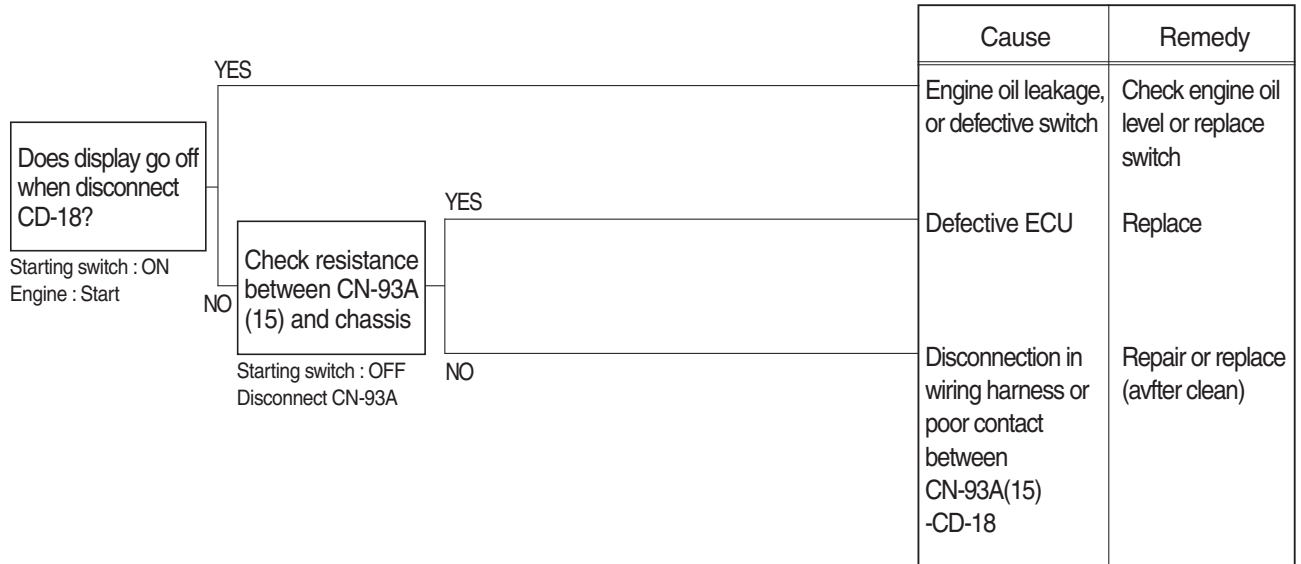 Cause
Remedy
YES
Engine oil leakage,
or defective switch
Check engine oil
level or replace
switch
Does display go off
when disconnect
CD-18?
Starting switch : ON
Engine : Start
NO
Check resistance
between CN-93A
(15) and chassis
Starting switch : OFF
Disconnect CN-93A
YES
Defective ECU
Replace
NO
Disconnection in
wiring harness or
poor contact
between
CN-93A(15)
-CD-18
Repair or replace
(avfter clean)